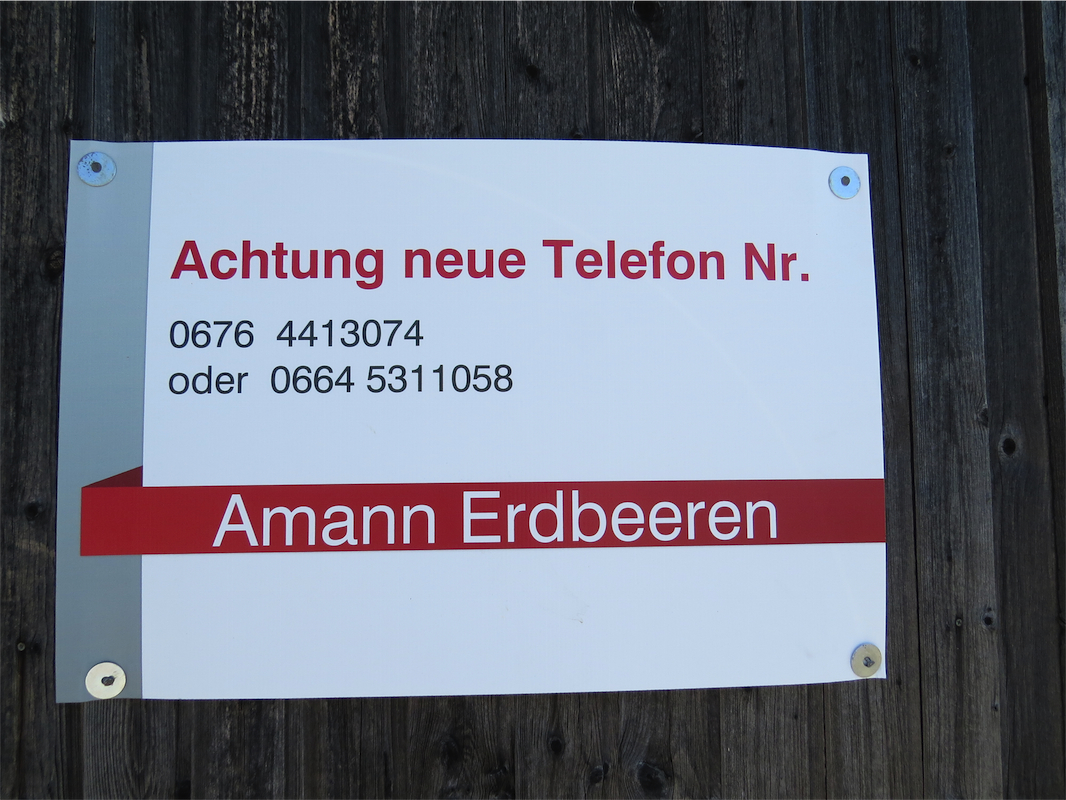 Achtung neue Telefon Nr.
0676 4413074
oder 0664 5311058
Amann Erdbeeren